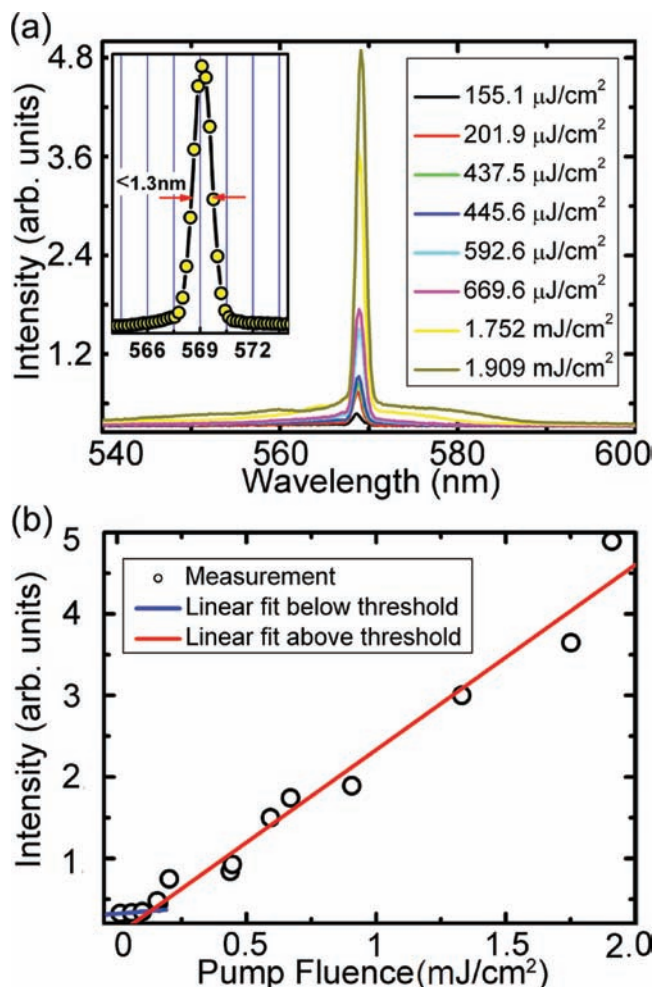 (a)
Intensity (arb. units)
4.8
3.6
2.4
1.2
<1.3nm
566 569 572
155.1 μJ/cm²
201.9 μJ/cm²
437.5 μJ/cm²
445.6 μJ/cm²
592.6 μJ/cm²
669.6 μJ/cm²
1.752 mJ/cm²
1.909 mJ/cm²
540 560 580 600
Wavelength (nm)
(b)
Intensity (arb. units)
5
4
3
2
1
Measurement
Linear fit below threshold
Linear fit above threshold
0 0.5 1 1.5 2.0
Pump Fluence(mJ/cm²)